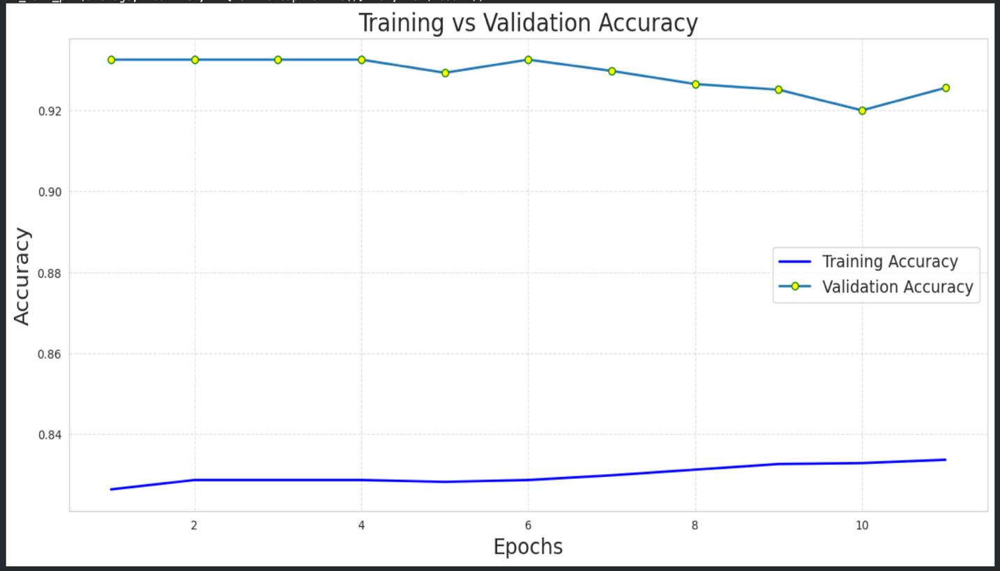 Training vs Validation Accuracy
0.92
0.90
0.88
0.86
0.84
Accuracy
Training Accuracy
Validation Accuracy
2 4 6 8 10
Epochs